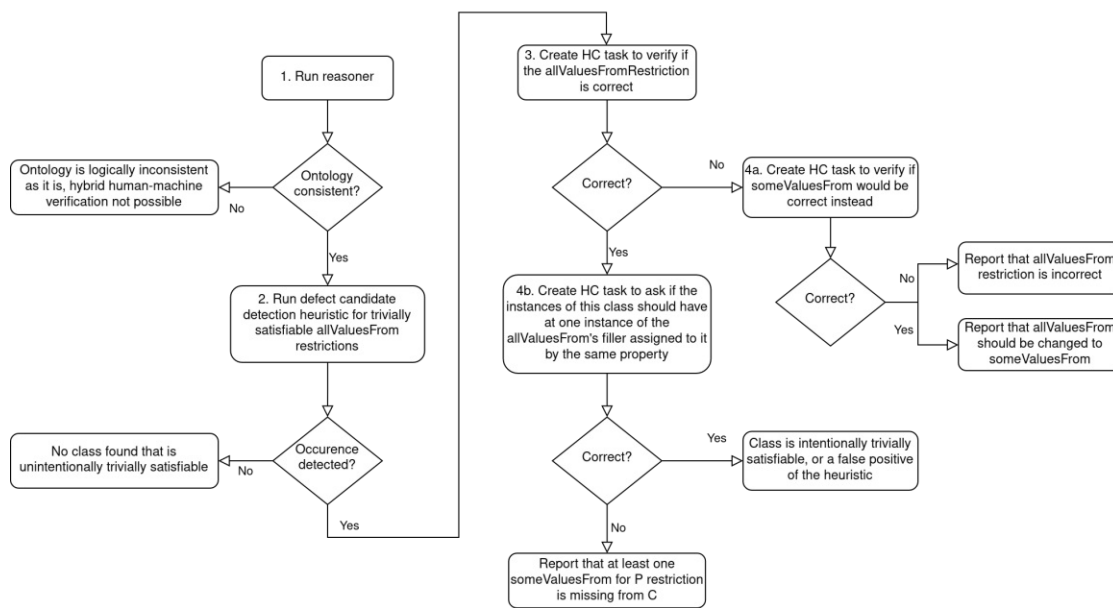 1. Run reasoner
Ontology is logically inconsistent
as it is, hybrid human-machine
verification not possible
No
Ontology
consistent?
Yes
2. Run defect candidate
detection heuristic for trivially
satisfiable allValuesFrom
restrictions
No class found that is
unintentionally trivially satisfiable
No
Occurence
detected?
Yes
3. Create HC task to verify if
the allValuesFromRestriction
is correct
Correct?
No
4a. Create HC task to verify if
someValuesFrom would be
correct instead
Correct?
No
Report that allValuesFrom
restriction is incorrect
Yes
Report that allValuesFrom
should be changed to
someValuesFrom
Yes
4b. Create HC task to ask if the
instances of this class should have
at one instance of the
allValuesFrom's filler assigned to it
by the same property
Correct?
Yes
Class is intentionally trivially
satisfiable, or a false positive
of the heuristic
No
Report that at least one
someValuesFrom for P restriction
is missing from C